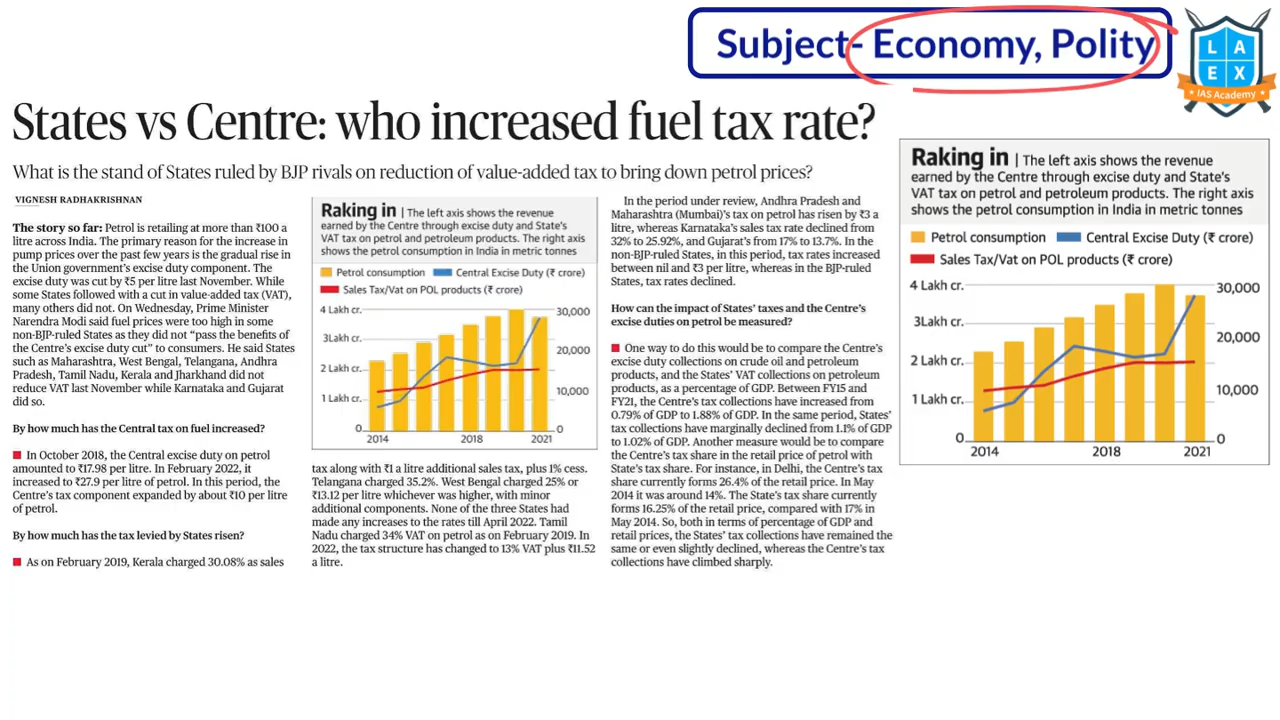 Subject- Economy, Polity
L A
E X
IAS Academy
States vs Centre: who increased fuel tax rate?
What is the stand of States ruled by BJP rivals on reduction of value-added tax to bring down petrol prices?
VIGNESH RADHAKRISHNAN
The story so far: Petrol is retailing at more than ₹100 a
litre across India. The primary reason for the increase in
pump prices over the past few years is the gradual rise in
the Union government's excise duty component. The
excise duty was cut by ₹5 per litre last November. While
some States followed with a cut in value-added tax (VAT),
many others did not. On Wednesday, Prime Minister
Narendra Modi said fuel prices were too high in some
non-BJP-ruled States as they did not "pass the benefits of
the Centre's excise duty cut" to consumers. He said States
such as Maharashtra, West Bengal, Telangana, Andhra
Pradesh, Tamil Nadu, Kerala and Jharkhand did not
reduce VAT last November while Karnataka and Gujarat
did so.
By how much has the Central tax on fuel increased?
In October 2018, the Central excise duty on petrol
amounted to ₹17.98 per litre. In February 2022, it
increased to ₹27.9 per litre of petrol. In this period, the
Centre's tax component expanded by about ₹10 per litre
of petrol.
By how much has the tax levied by States risen?
As on February 2019, Kerala charged 30.08% as sales
Raking in | The left axis shows the revenue
earned by the Centre through excise duty and State's
VAT tax on petrol and petroleum products. The right axis
shows the petrol consumption in India in metric tonnes
Petrol consumption Central Excise Duty (₹ crore)
Sales Tax/Vat on POL products (₹ crore)
4 Lakh cr. 30,000
3Lakh cr.
20,000
2 Lakh cr.
10,000
1 Lakh cr.
0 0
2014 2018 2021
tax along with ₹1 a litre additional sales tax, plus 1% cess.
Telangana charged 35.2%. West Bengal charged 25% or
₹13.12 per litre whichever was higher, with minor
additional components. None of the three States had
made any increases to the rates till April 2022. Tamil
Nadu charged 34% VAT on petrol as on February 2019. In
2022, the tax structure has changed to 13% VAT plus ₹11.52
a litre.
In the period under review, Andhra Pradesh and
Maharashtra (Mumbai's) tax on petrol has risen by ₹3 a
litre, whereas Karnataka's sales tax rate declined from
32% to 25.92%, and Gujarat's from 17% to 13.7%. In the
non-BJP-ruled States, in this period, tax rates increased
between nil and ₹3 per litre, whereas in the BJP-ruled
States, tax rates declined.
How can the impact of States' taxes and the Centre's
excise duties on petrol be measured?
One way to do this would be to compare the Centre's
excise duty collections on crude oil and petroleum
products, and the States' VAT collections on petroleum
products, as a percentage of GDP. Between FY15 and
FY21, the Centre's tax collections have increased from
0.79% of GDP to 1.88% of GDP. In the same period, States'
tax collections have marginally declined from 1.1% of GDP
to 1.02% of GDP. Another measure would be to compare
the Centre's tax share in the retail price of petrol with
State's tax share. For instance, in Delhi, the Centre's tax
share currently forms 26.4% of the retail price. In May
2014 it was around 14%. The State's tax share currently
forms 16.25% of the retail price, compared with 17% in
May 2014. So, both in terms of percentage of GDP and
retail prices, the States' tax collections have remained the
same or even slightly declined, whereas the Centre's tax
collections have climbed sharply.
Raking in | The left axis shows the revenue
earned by the Centre through excise duty and State's
VAT tax on petrol and petroleum products. The right axis
shows the petrol consumption in India in metric tonnes
Petrol consumption Central Excise Duty (₹ crore)
Sales Tax/Vat on POL products (₹ crore)
4 Lakh cr. 30,000
3Lakh cr.
20,000
2 Lakh cr.
10,000
1 Lakh cr.
0 0
2014 2018 2021